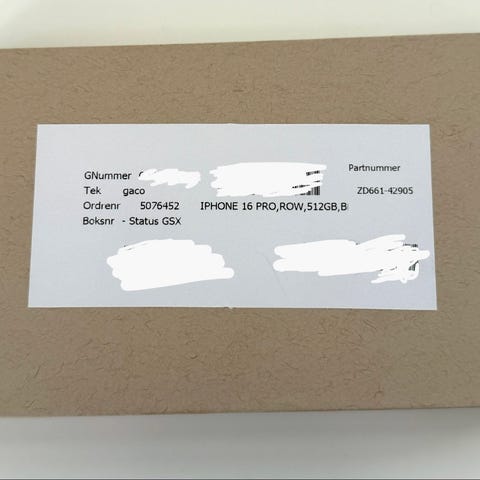 GNummer
Partnummer
Tek gaco
ZD661-42905
Ordrenr 5076452 IPHONE 16 PRO,ROW,512GB,B
Boksnr - Status GSX